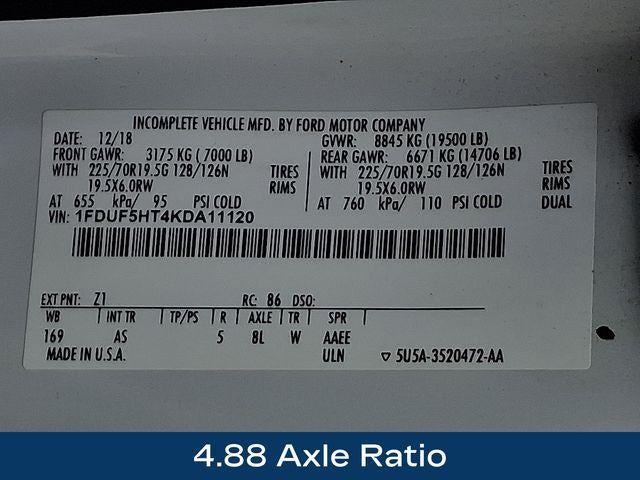 INCOMPLETE VEHICLE MFD. BY FORD MOTOR COMPANY
DATE: 12/18 GVWR: 8845 KG (19500 LB)
FRONT GAWR: 3175 KG ( 7000 LB) REAR GAWR: 6671 KG (14706 LB)
WITH 225/70R19.5G 128/126N TIRES WITH 225/70R19.5G 128/126N TIRES
19.5X6.0RW RIMS 19.5X6.0RW RIMS
AT 655 kPa/ 95 PSI COLD AT 760 kPa/ 110 PSI COLD DUAL
VIN: 1FDUF5HT4KDA11120
EXT PNT: Z1 RC: 86 DSO:
WB INT TR TP/PS R AXLE TR SPR
169 AS 5 8L W AAEE
MADE IN U.S.A. ULN ▽ 5U5A-3520472-AA
4.88 Axle Ratio